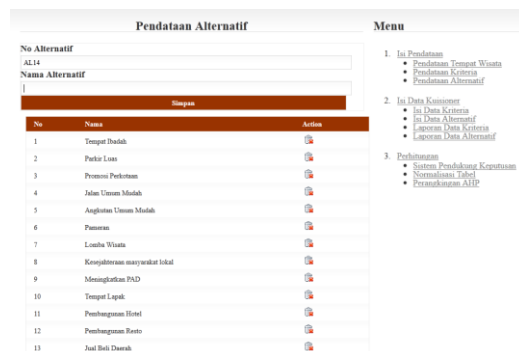 Pendataan Alternatif
No Alternatif
AL14
Nama Alternatif
Simpan
No Nama Action
1 Tempat Ibadah
2 Parkir Luas
3 Promosi Perkotaan
4 Jalan Umum Mudah
5 Angkutan Umum Mudah
6 Pameran
7 Lomba Wisata
8 Kesejahteraan masyarakat lokal
9 Meningkatkan PAD
10 Tempat Lapak
11 Pembangunan Hotel
12 Pembangunan Resto
13 Jual Beli Daerah
Menu
1. Isi Pendataan
Pendataan Tempat Wisata
Pendataan Kriteria
Pendataan Alternatif
2. Isi Data Kuisioner
Isi Data Kriteria
Isi Data Alternatif
Laporan Data Kriteria
Laporan Data Alternatif
3. Perhitungan
Sistem Pendukung Keputusan
Normalisasi Tabel
Perangkingan AHP